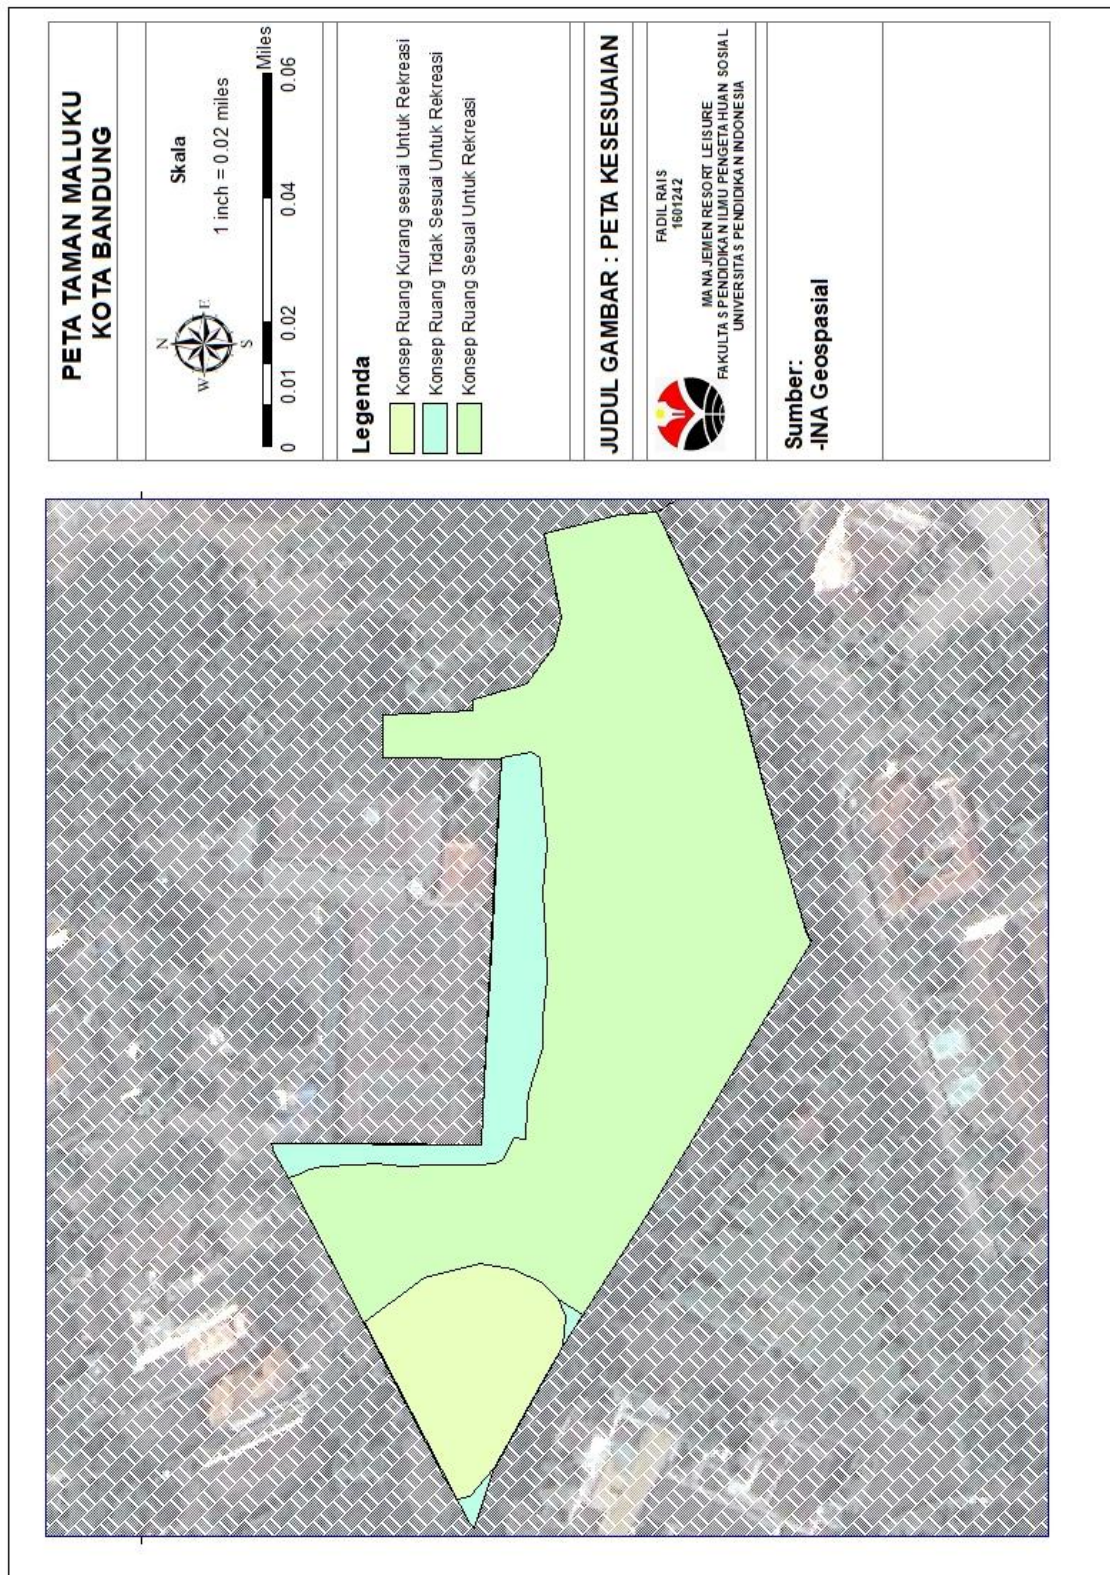 PETA TAMAN MALUKU
KOTA BANDUNG
Skala
1 inch = 0.02 miles
N
W
E
S
Miles
0 0.01 0.02 0.04 0.06
Legenda
Konsep Ruang Kurang sesuai Untuk Rekreasi
Konsep Ruang Tidak Sesuai Untuk Rekreasi
Konsep Ruang Sesuai Untuk Rekreasi
JUDUL GAMBAR : PETA KESESUAIAN
FADIL RAIS
1601242
MANAJEMEN RESORT LEISURE
FAKULTAS PENDIDIKAN ILMU PENGETAHUAN SOSIAL
UNIVERSITAS PENDIDIKAN INDONESIA
Sumber:
-INA Geospasial